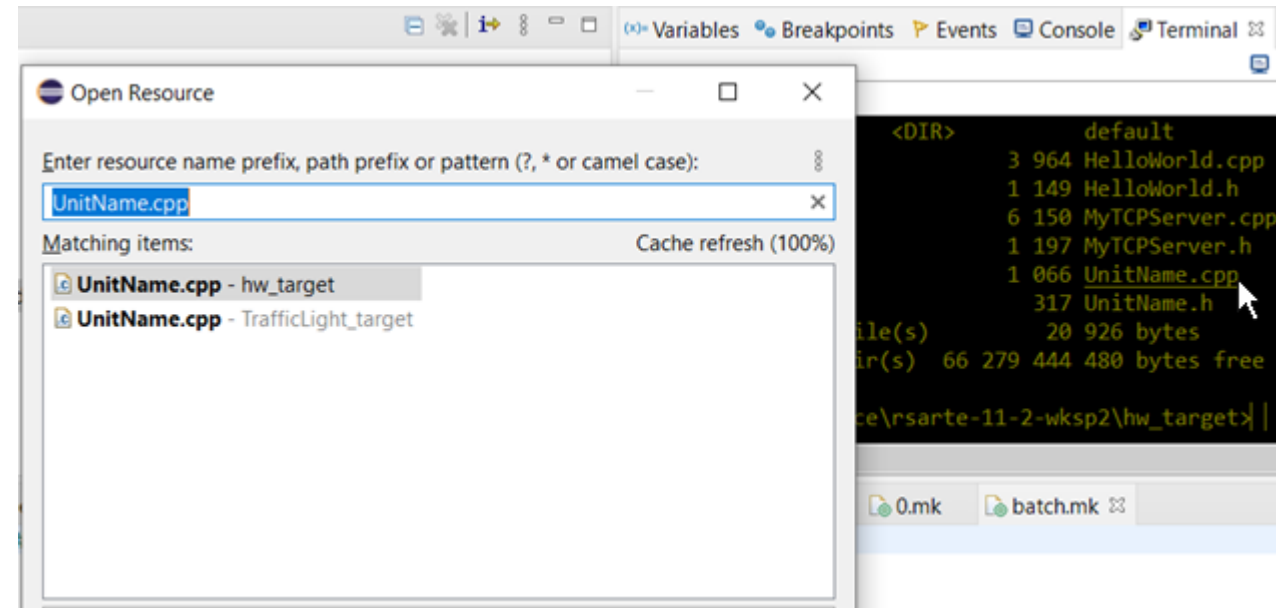 Variables Breakpoints Events Console Terminal
Open Resource
Enter resource name prefix, path prefix or pattern (?, * or camel case):
UnitName.cpp
Matching items: Cache refresh (100%)
UnitName.cpp - hw_target
UnitName.cpp - TrafficLight_target
<DIR> default
3 964 HelloWorld.cpp
1 149 HelloWorld.h
6 150 MyTCPServer.cpp
1 197 MyTCPServer.h
1 066 UnitName.cpp
317 UnitName.h
ile(s) 20 926 bytes
ir(s) 66 279 444 480 bytes free
ce\rsarte-11-2-wksp2\hw_target>
0.mk batch.mk